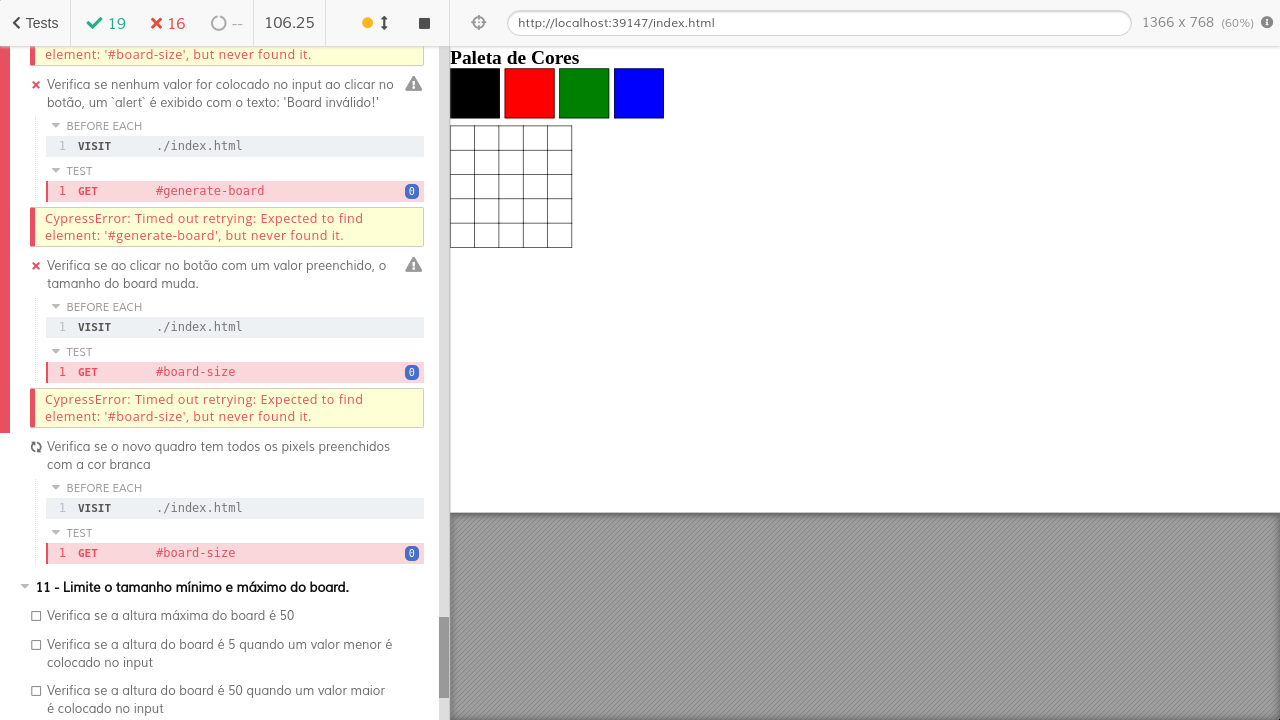 Tests 19 16 -- 106.25
http://localhost:39147/index.html 1366 x 768 (60%)
element: '#board-size', but never found it.
Verifica se nenhum valor for colocado no input ao clicar no
botão, um `alert` é exibido com o texto: 'Board inválido!'
BEFORE EACH
1 VISIT ./index.html
TEST
1 GET #generate-board 0
CypressError: Timed out retrying: Expected to find
element: '#generate-board', but never found it.
Verifica se ao clicar no botão com um valor preenchido, o
tamanho do board muda.
BEFORE EACH
1 VISIT ./index.html
TEST
1 GET #board-size 0
CypressError: Timed out retrying: Expected to find
element: '#board-size', but never found it.
Verifica se o novo quadro tem todos os pixels preenchidos
com a cor branca
BEFORE EACH
1 VISIT ./index.html
TEST
1 GET #board-size 0
11 - Limite o tamanho mínimo e máximo do board.
Verifica se a altura máxima do board é 50
Verifica se a altura do board é 5 quando um valor menor é
colocado no input
Verifica se a altura do board é 50 quando um valor maior
é colocado no input
Paleta de Cores